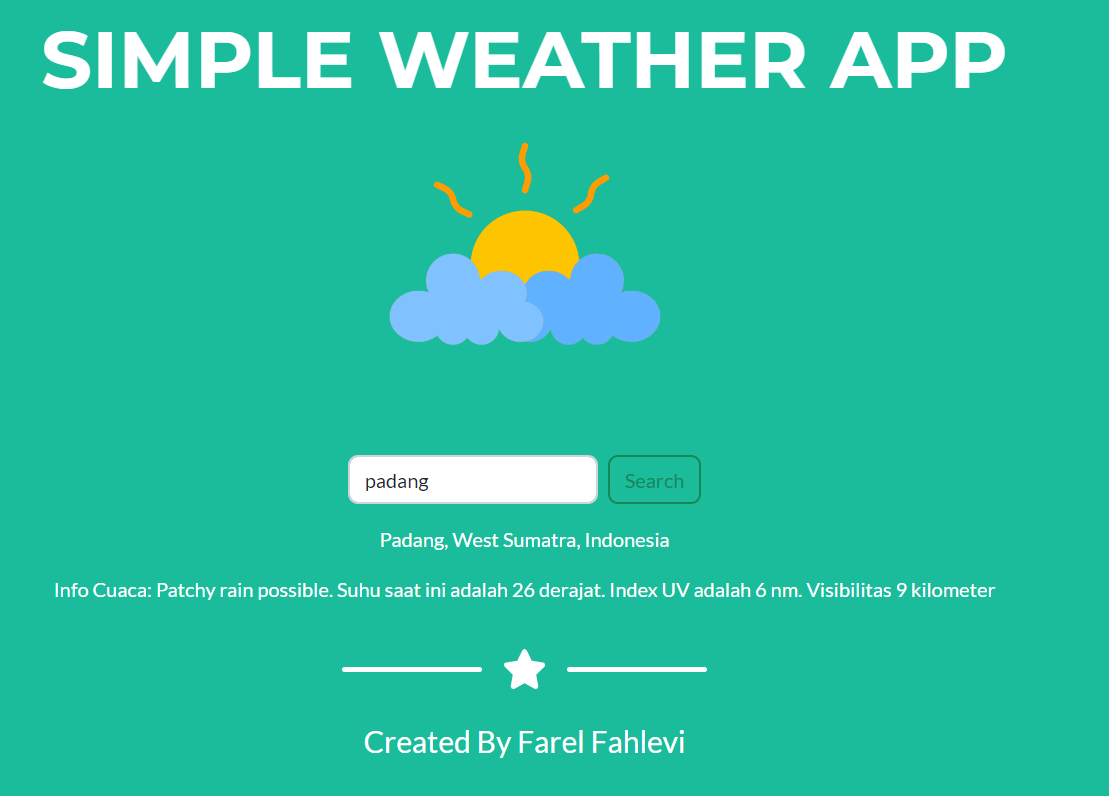 SIMPLE WEATHER APP
padang
Search
Padang, West Sumatra, Indonesia
Info Cuaca: Patchy rain possible. Suhu saat ini adalah 26 derajat. Index UV adalah 6 nm. Visibilitas 9 kilometer
Created By Farel Fahlevi